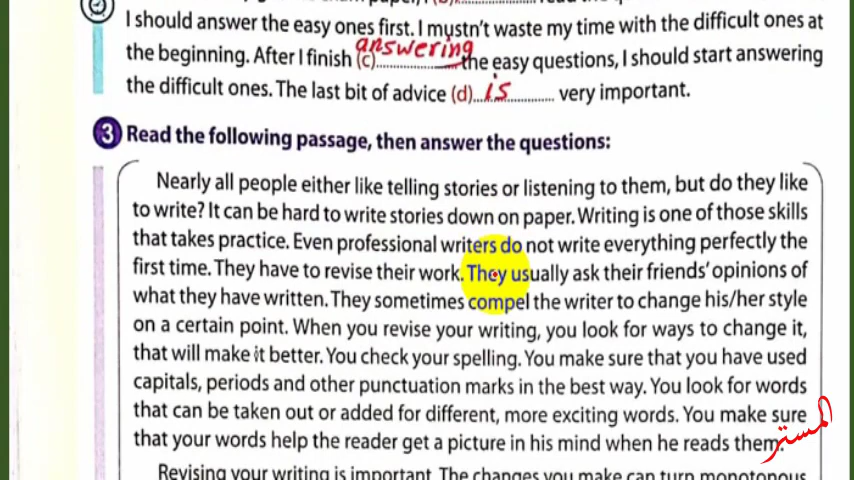 I should answer the easy ones first. I mustn't waste my time with the difficult ones at
the beginning. After I finish (c) answering the easy questions, I should start answering
the difficult ones. The last bit of advice (d) is very important.
3 Read the following passage, then answer the questions:
Nearly all people either like telling stories or listening to them, but do they like
to write? It can be hard to write stories down on paper. Writing is one of those skills
that takes practice. Even professional writers do not write everything perfectly the
first time. They have to revise their work. They usually ask their friends' opinions of
what they have written. They sometimes compel the writer to change his/her style
on a certain point. When you revise your writing, you look for ways to change it,
that will make it better. You check your spelling. You make sure that you have used
capitals, periods and other punctuation marks in the best way. You look for words
that can be taken out or added for different, more exciting words. You make sure
that your words help the reader get a picture in his mind when he reads them.
المستر
Revising your writing is important. The changes you make can turn monotonous